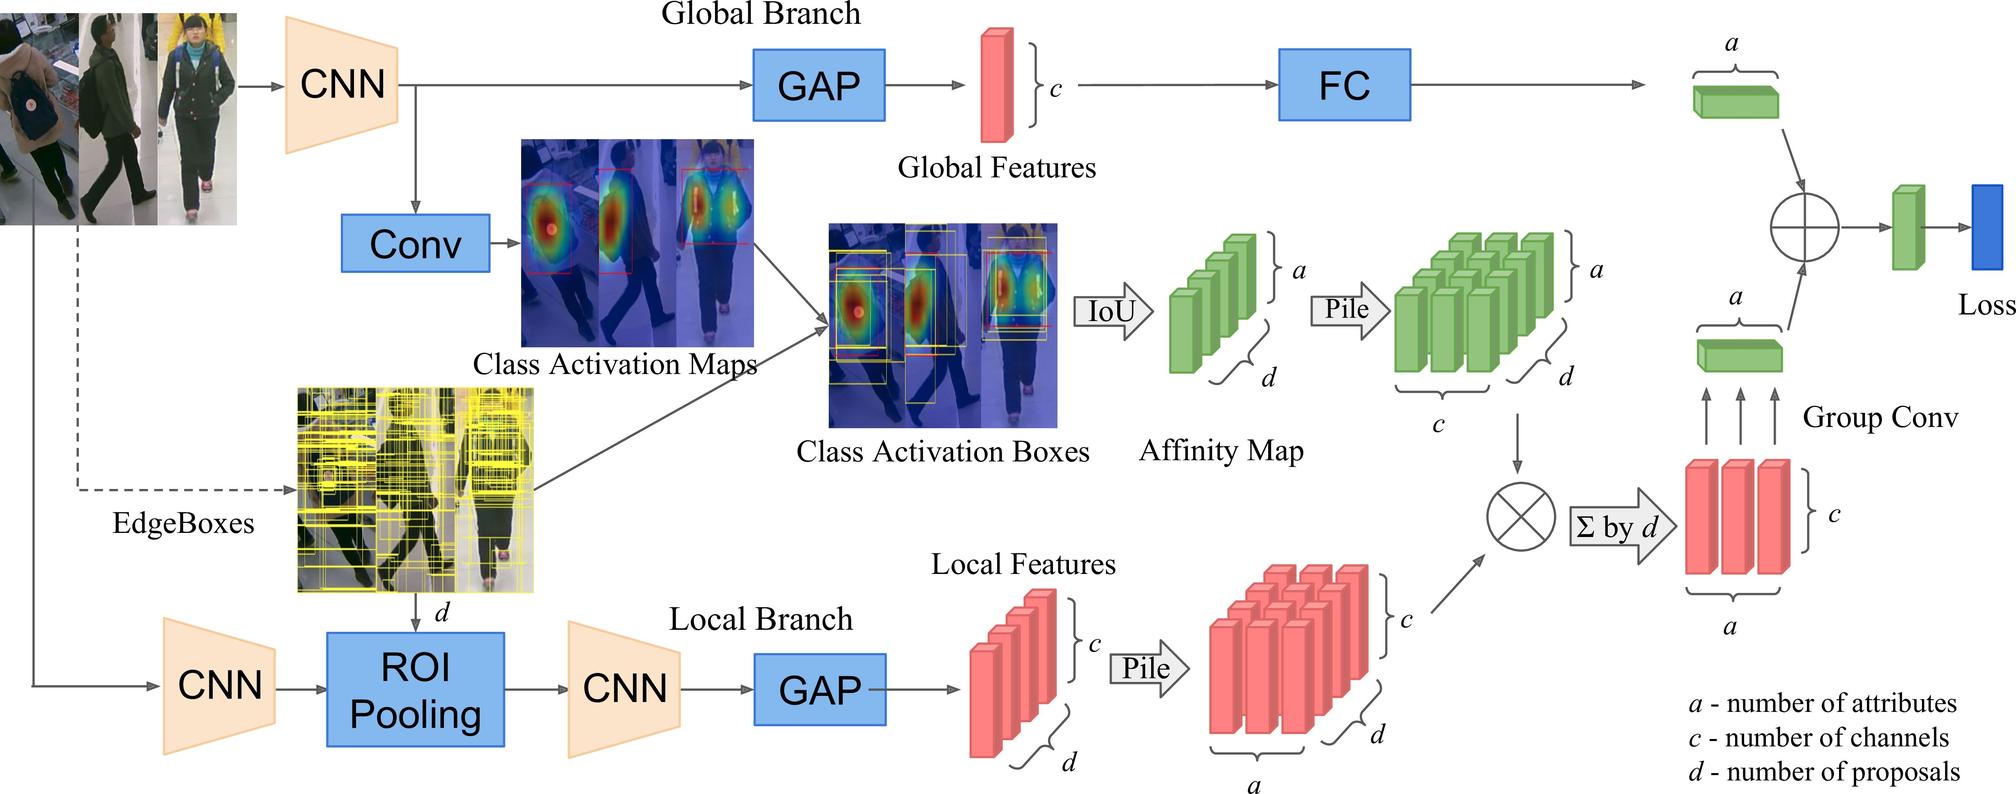 Global Branch
CNN
GAP
c
Global Features
FC
a
Conv
Class Activation Maps
Class Activation Boxes
IoU
a
d
Affinity Map
Pile
a
d
c
a
Group Conv
Loss
EdgeBoxes
d
CNN
ROI
Pooling
CNN
Local Branch
GAP
Local Features
c
d
Pile
c
d
a
Σ by d
c
a
a - number of attributes
c - number of channels
d - number of proposals